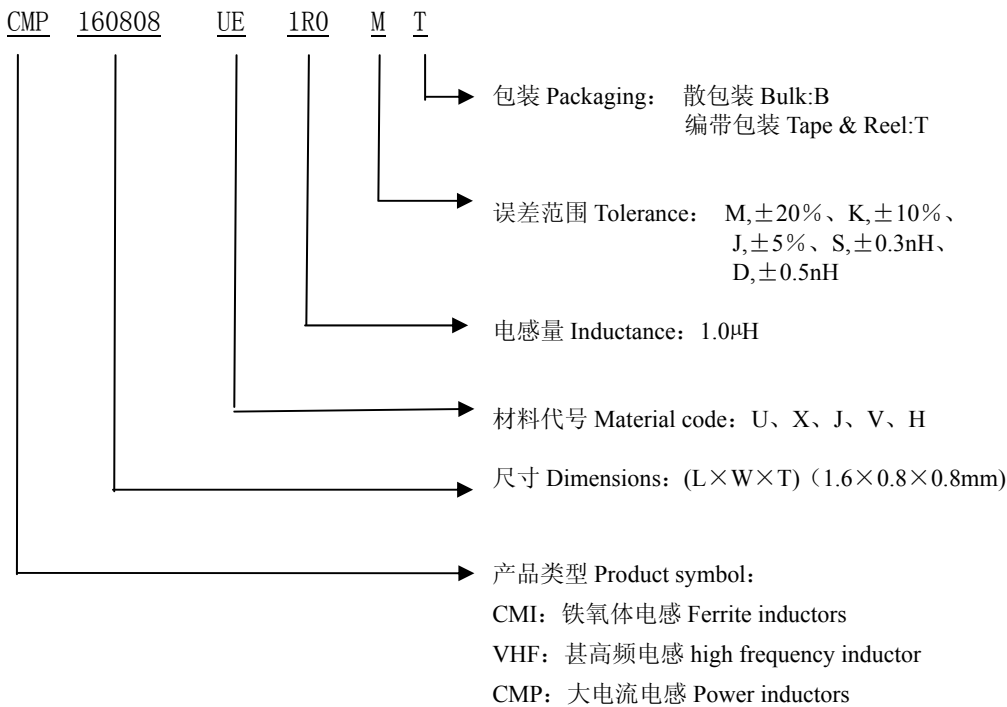 CMP 160808 UE 1R0 M T
包装 Packaging： 散包装 Bulk:B
编带包装 Tape & Reel:T
误差范围 Tolerance： M,±20%、K,±10%、
J,±5%、S,±0.3nH、
D,±0.5nH
电感量 Inductance：1.0μH
材料代号 Material code：U、X、J、V、H
尺寸 Dimensions：(L×W×T)（1.6×0.8×0.8mm)
产品类型 Product symbol：
CMI：铁氧体电感 Ferrite inductors
VHF：甚高频电感 high frequency inductor
CMP：大电流电感 Power inductors